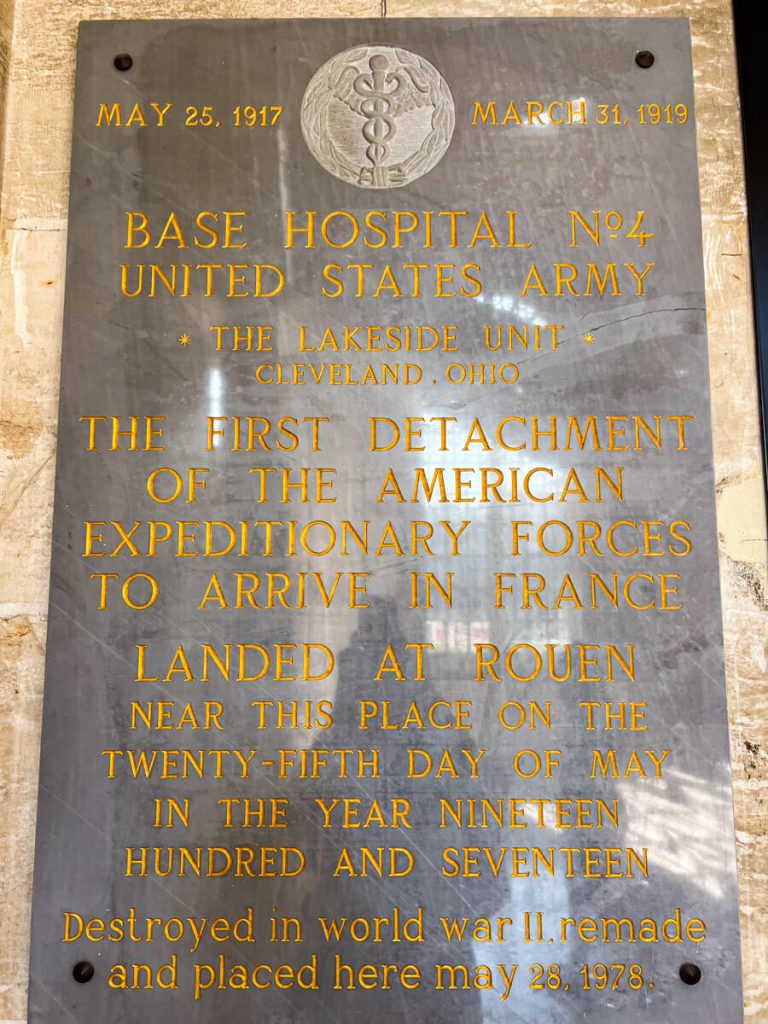 MAY 25, 1917 MARCH 31, 1919
BASE HOSPITAL Nº4
UNITED STATES ARMY
* THE LAKESIDE UNIT *
CLEVELAND, OHIO
THE FIRST DETACHMENT
OF THE AMERICAN
EXPEDITIONARY FORCES
TO ARRIVE IN FRANCE
LANDED AT ROUEN
NEAR THIS PLACE ON THE
TWENTY-FIFTH DAY OF MAY
IN THE YEAR NINETEEN
HUNDRED AND SEVENTEEN
Destroyed in world war II, remade
and placed here may 28, 1978.